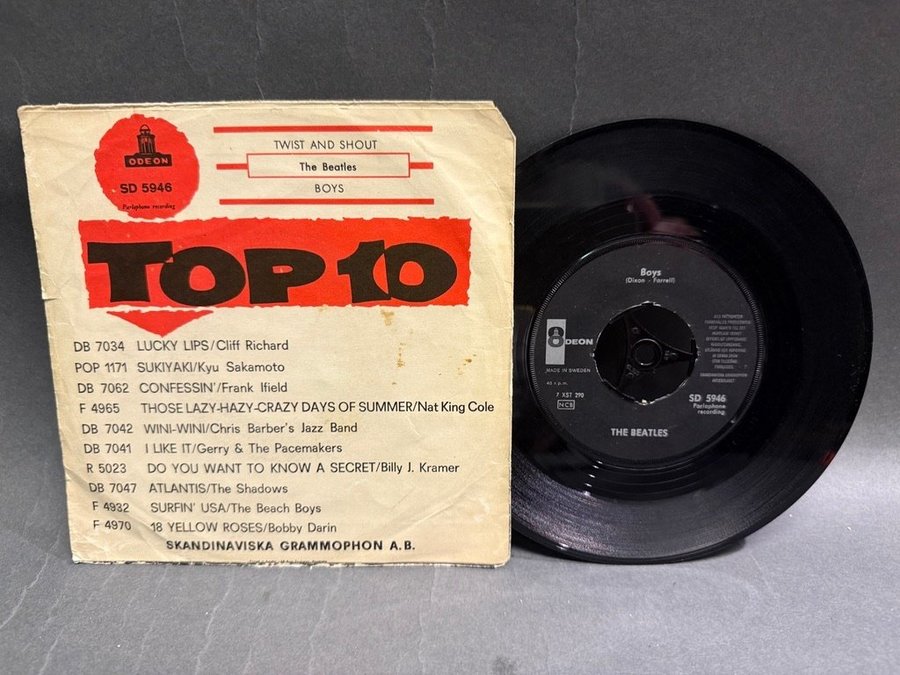 ODEON
SD 5946
Parlophone recording
TWIST AND SHOUT
The Beatles
BOYS
TOP 10
DB 7034 LUCKY LIPS/Cliff Richard
POP 1171 SUKIYAKI/Kyu Sakamoto
DB 7062 CONFESSIN'/Frank Ifield
F 4965 THOSE LAZY-HAZY-CRAZY DAYS OF SUMMER/Nat King Cole
DB 7042 WINI-WINI/Chris Barber's Jazz Band
DB 7041 I LIKE IT/Gerry & The Pacemakers
R 5023 DO YOU WANT TO KNOW A SECRET/Billy J. Kramer
DB 7047 ATLANTIS/The Shadows
F 4932 SURFIN' USA/The Beach Boys
F 4970 18 YELLOW ROSES/Bobby Darin
SKANDINAVISKA GRAMMOPHON A.B.
Boys
(Dixon - Farrell)
ODEON
MADE IN SWEDEN
45 r.p.m.
7 XST 290
NCB
SD 5946
Parlophone
recording.
THE BEATLES